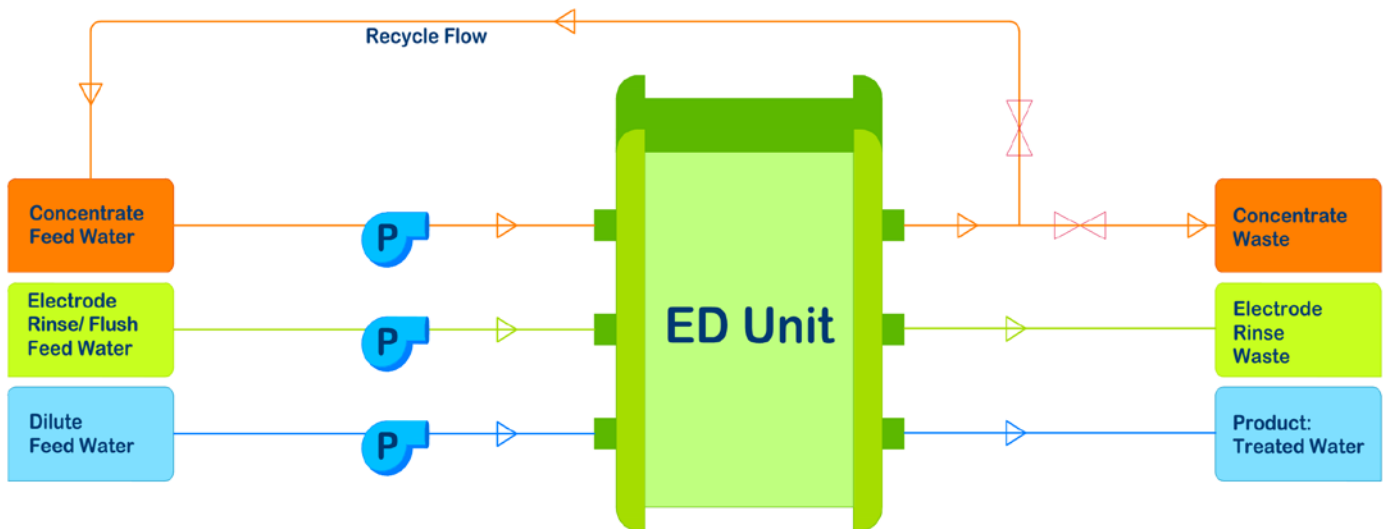 Recycle Flow
Concentrate
Feed Water
P
Concentrate
Waste
Electrode
Rinse/ Flush
Feed Water
P
ED Unit
Electrode
Rinse
Waste
Dilute
Feed Water
P
Product:
Treated Water